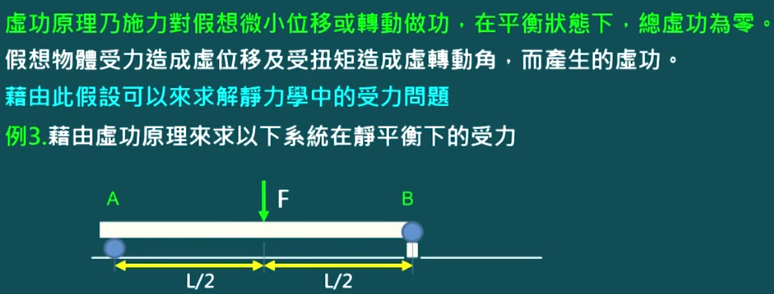 虛功原理乃施力對假想微小位移或轉動做功，在平衡狀態下，總虛功為零。
假想物體受力造成虛位移及受扭矩造成虛轉動角，而產生的虛功。
藉由此假設可以來求解靜力學中的受力問題
例3.藉由虛功原理來求以下系統在靜平衡下的受力
A F B
L/2 L/2